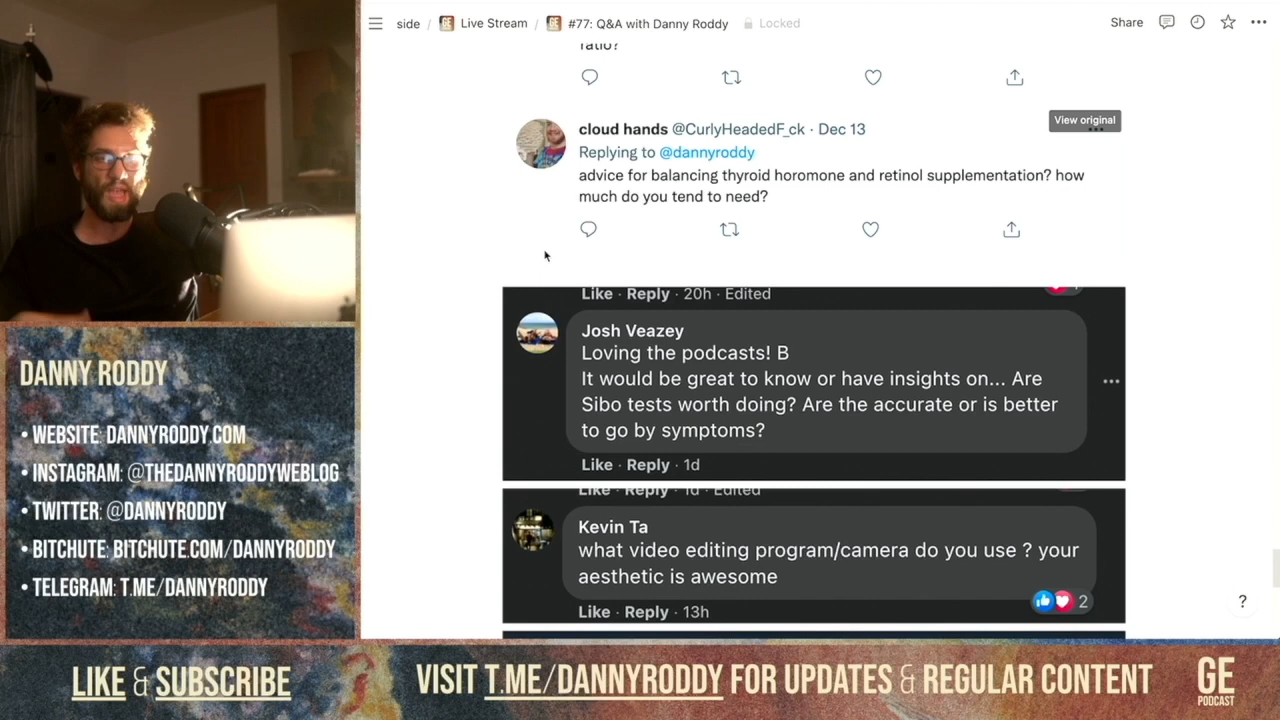 side / Live Stream / #77: Q&A with Danny Roddy Locked
Share
ratio?
View original
cloud hands @CurlyHeadedF_ck · Dec 13
Replying to @dannyroddy
advice for balancing thyroid horomone and retinol supplementation? how
much do you tend to need?
Like · Reply · 20h · Edited
Josh Veazey
Loving the podcasts! B
It would be great to know or have insights on... Are
Sibo tests worth doing? Are the accurate or is better
to go by symptoms?
Like · Reply · 1d
Like · Reply · 1d · Edited
Kevin Ta
what video editing program/camera do you use ? your
aesthetic is awesome
2
Like · Reply · 13h
?
DANNY RODDY
• WEBSITE: DANNYRODDY.COM
• INSTAGRAM: @THEDANNYRODDYWEBLOG
• TWITTER: @DANNYRODDY
• BITCHUTE: BITCHUTE.COM/DANNYRODDY
• TELEGRAM: T.ME/DANNYRODDY
LIKE & SUBSCRIBE
VISIT T.ME/DANNYRODDY FOR UPDATES & REGULAR CONTENT
GE
PODCAST